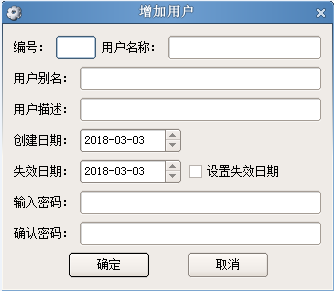 增加用户
编号： 用户名称：
用户别名：
用户描述：
创建日期： 2018-03-03
失效日期： 2018-03-03 设置失效日期
输入密码：
确认密码：
确定 取消